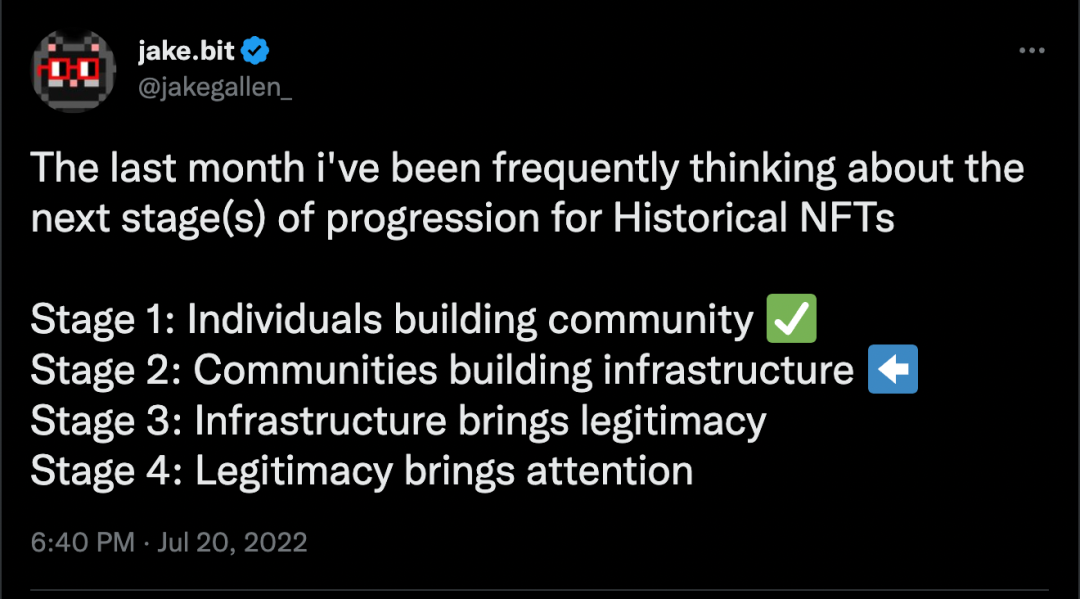 jake.bit
@jakegallen_
The last month i've been frequently thinking about the
next stage(s) of progression for Historical NFTs
Stage 1: Individuals building community ✅
Stage 2: Communities building infrastructure ⬅️
Stage 3: Infrastructure brings legitimacy
Stage 4: Legitimacy brings attention
6:40 PM · Jul 20, 2022